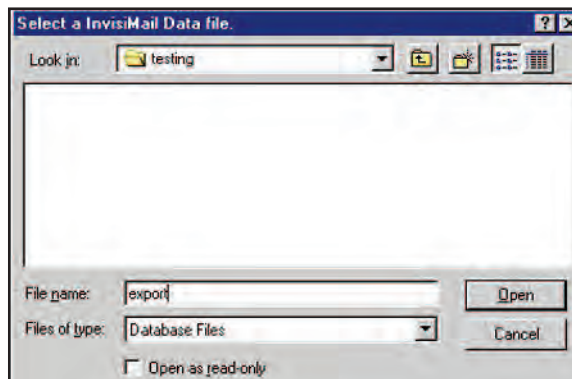 Select a InvisiMail Data file.
Look in: testing
File name: export
Open
Files of type: Database Files
Cancel
Open as read-only